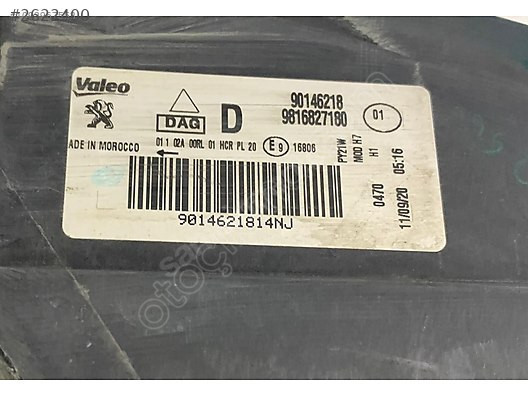 #2622400
Valeo
90146218
9816827180
01
DAG
D
ADE IN MOROCCO
01 1 02A 00RL 01 HCR PL 20
E9
16806
PY21W
MOD H7
H1
0470
05:16
11/09/20
9014621814NJ